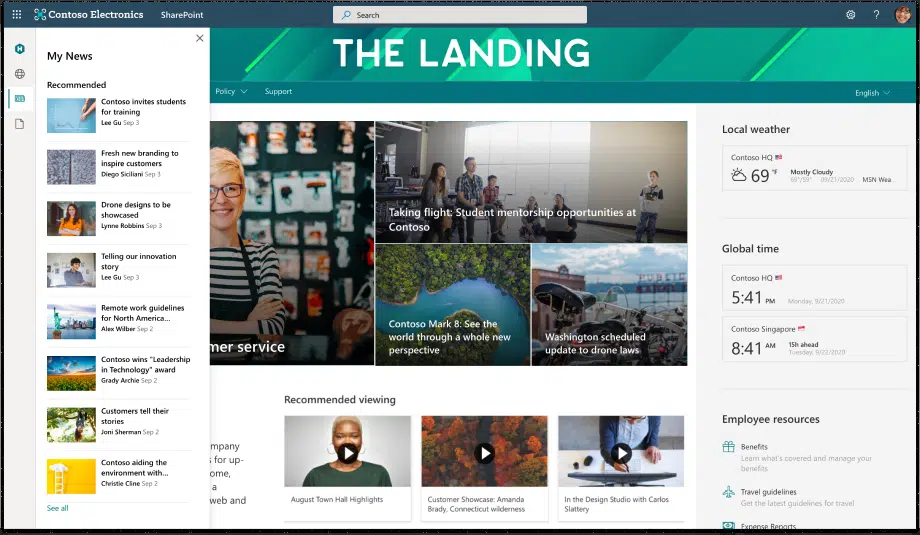 Contoso Electronics
SharePoint
Search
?
THE LANDING
Policy
Support
English
H
My News
Recommended
Contoso invites students
for training
Lee Gu Sep 3
Fresh new branding to
inspire customers
Diego Siciliani Sep 3
Drone designs to be
showcased
Lynne Robbins Sep 3
Telling our innovation
story
Lee Gu Sep 3
Remote work guidelines
for North America...
Alex Wilber Sep 2
Contoso wins "Leadership
in Technology" award
Grady Archie Sep 2
Customers tell their
stories
Joni Sherman Sep 2
Contoso aiding the
environment with...
Christie Cline Sep 2
See all
mer service
Taking flight: Student mentorship opportunities at
Contoso
Contoso Mark 8: See the
world through a whole new
perspective
PUBLIC
Washington scheduled
update to drone laws
mpany
s for up-
ome,
a
web and
Recommended viewing
August Town Hall Highlights
Customer Showcase: Amanda
Brady, Connecticut wilderness
In the Design Studio with Carlos
Slattery
Local weather
Contoso HQ
69 °F
Mostly Cloudy
69°/59° 09/21/2020 MSN Wea...
Global time
Contoso HQ
5:41 PM Monday, 9/21/2020
Contoso Singapore
8:41 AM
15h ahead
Tuesday, 9/22/2020
Employee resources
Benefits
Learn what's covered and manage your
benefits
Travel guidelines
Get the latest guidelines for travel
Expense Reports